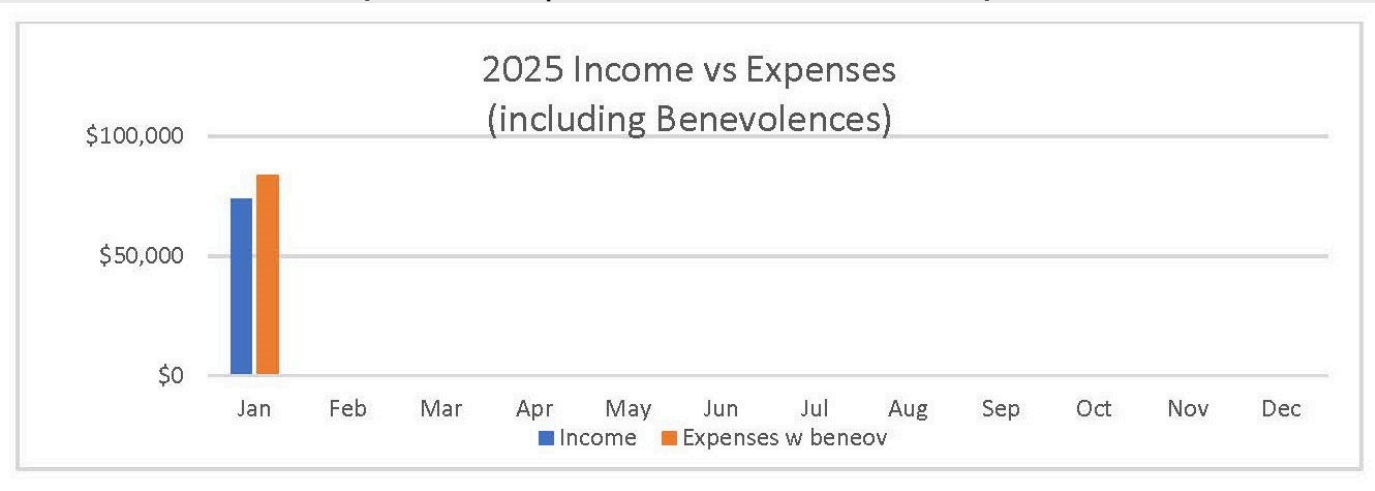 2025 Income vs Expenses
(including Benevolences)
$100,000
$50,000
$0
Jan Feb Mar Apr May Jun Jul Aug Sep Oct Nov Dec
Income Expenses w beneov